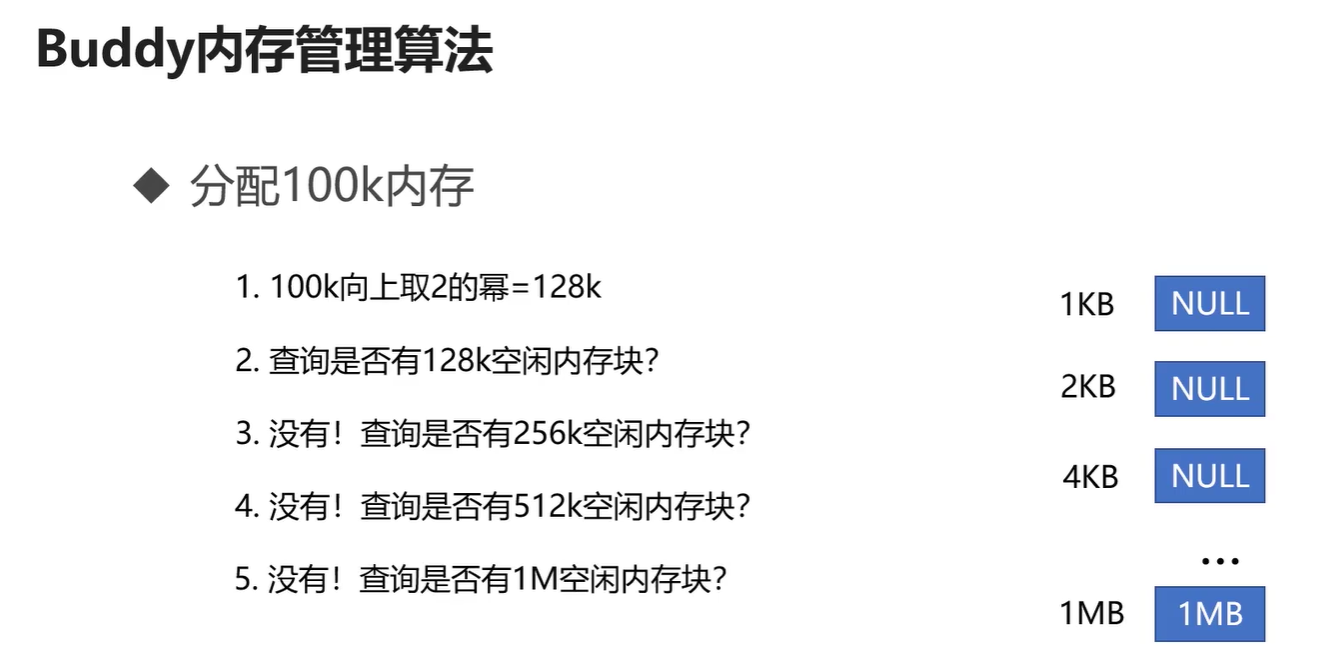 Buddy内存管理算法
◆ 分配100k内存
1. 100k向上取2的幂=128k
2. 查询是否有128k空闲内存块?
3. 没有！查询是否有256k空闲内存块?
4. 没有！查询是否有512k空闲内存块?
5. 没有！查询是否有1M空闲内存块?
1KB NULL
2KB NULL
4KB NULL
...
1MB 1MB